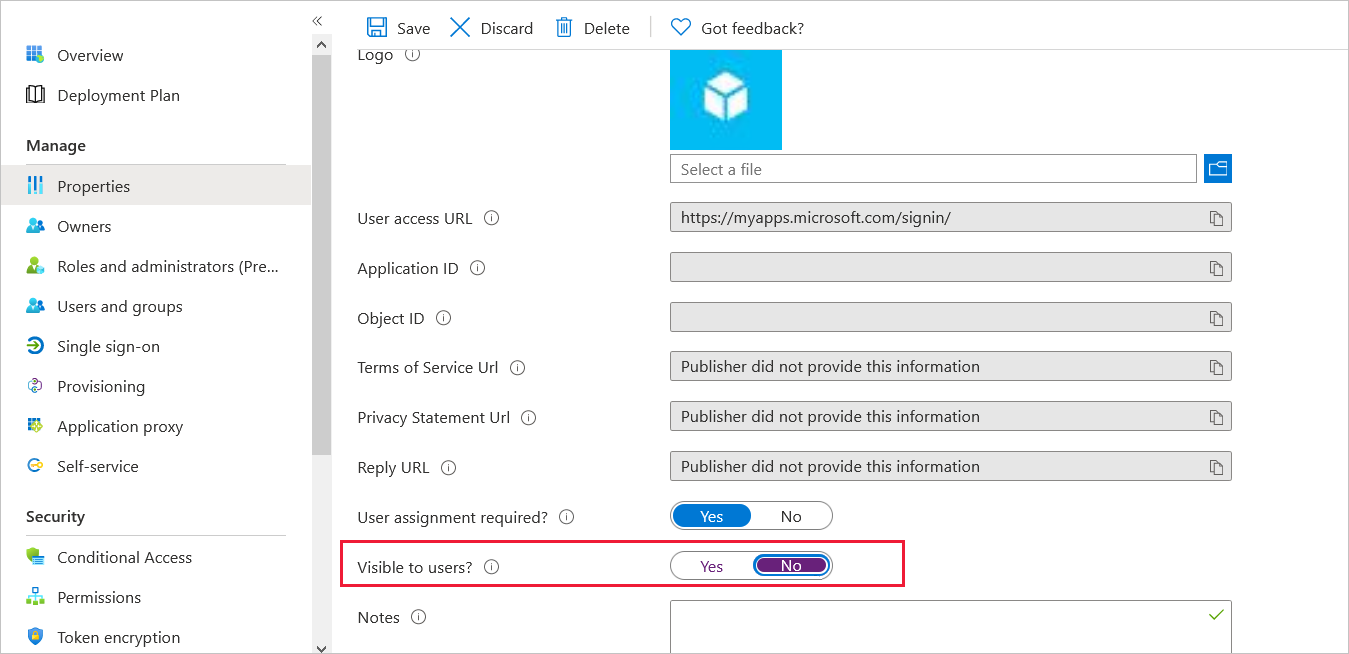 Overview
Deployment Plan
Manage
Properties
Owners
Roles and administrators (Pre...
Users and groups
Single sign-on
Provisioning
Application proxy
Self-service
Security
Conditional Access
Permissions
Token encryption
Save Discard Delete Got feedback?
Logo
Select a file
User access URL https://myapps.microsoft.com/signin/
Application ID
Object ID
Terms of Service Url Publisher did not provide this information
Privacy Statement Url Publisher did not provide this information
Reply URL Publisher did not provide this information
User assignment required? Yes No
Visible to users? Yes No
Notes